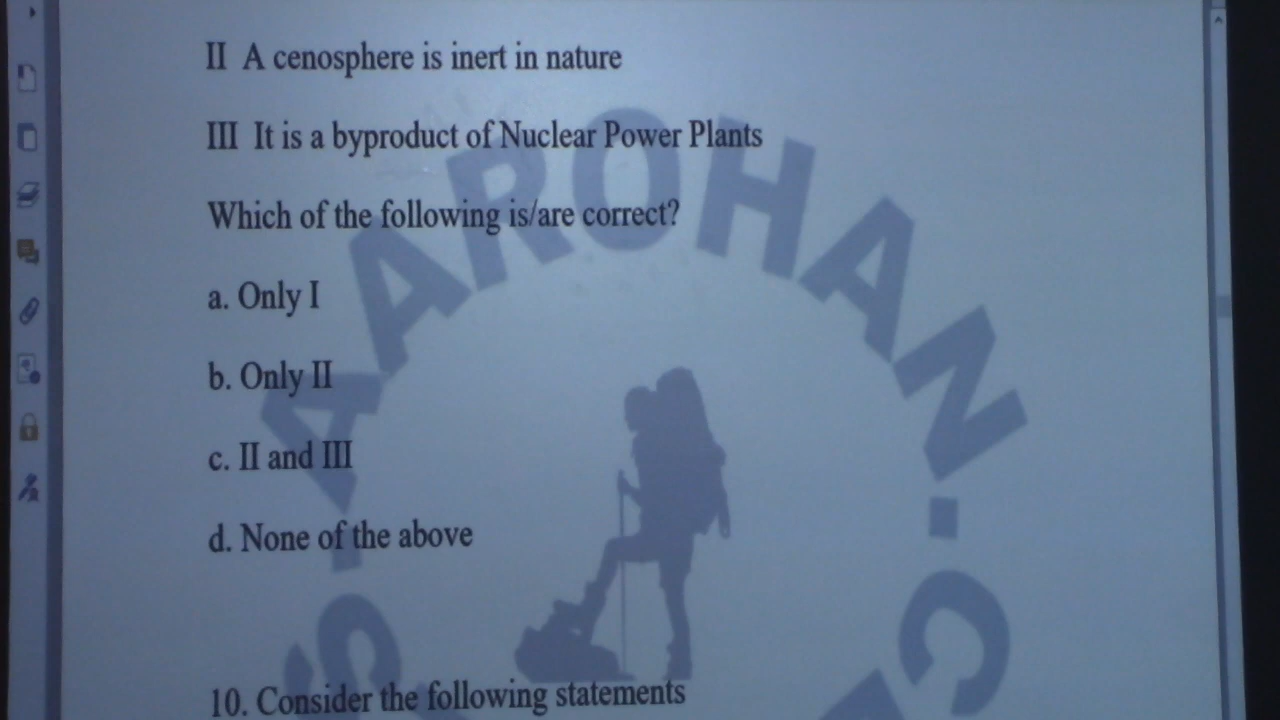 II A cenosphere is inert in nature
III It is a byproduct of Nuclear Power Plants
Which of the following is/are correct?
a. Only I
b. Only II
c. II and III
d. None of the above
10. Consider the following statements
AAROHAN